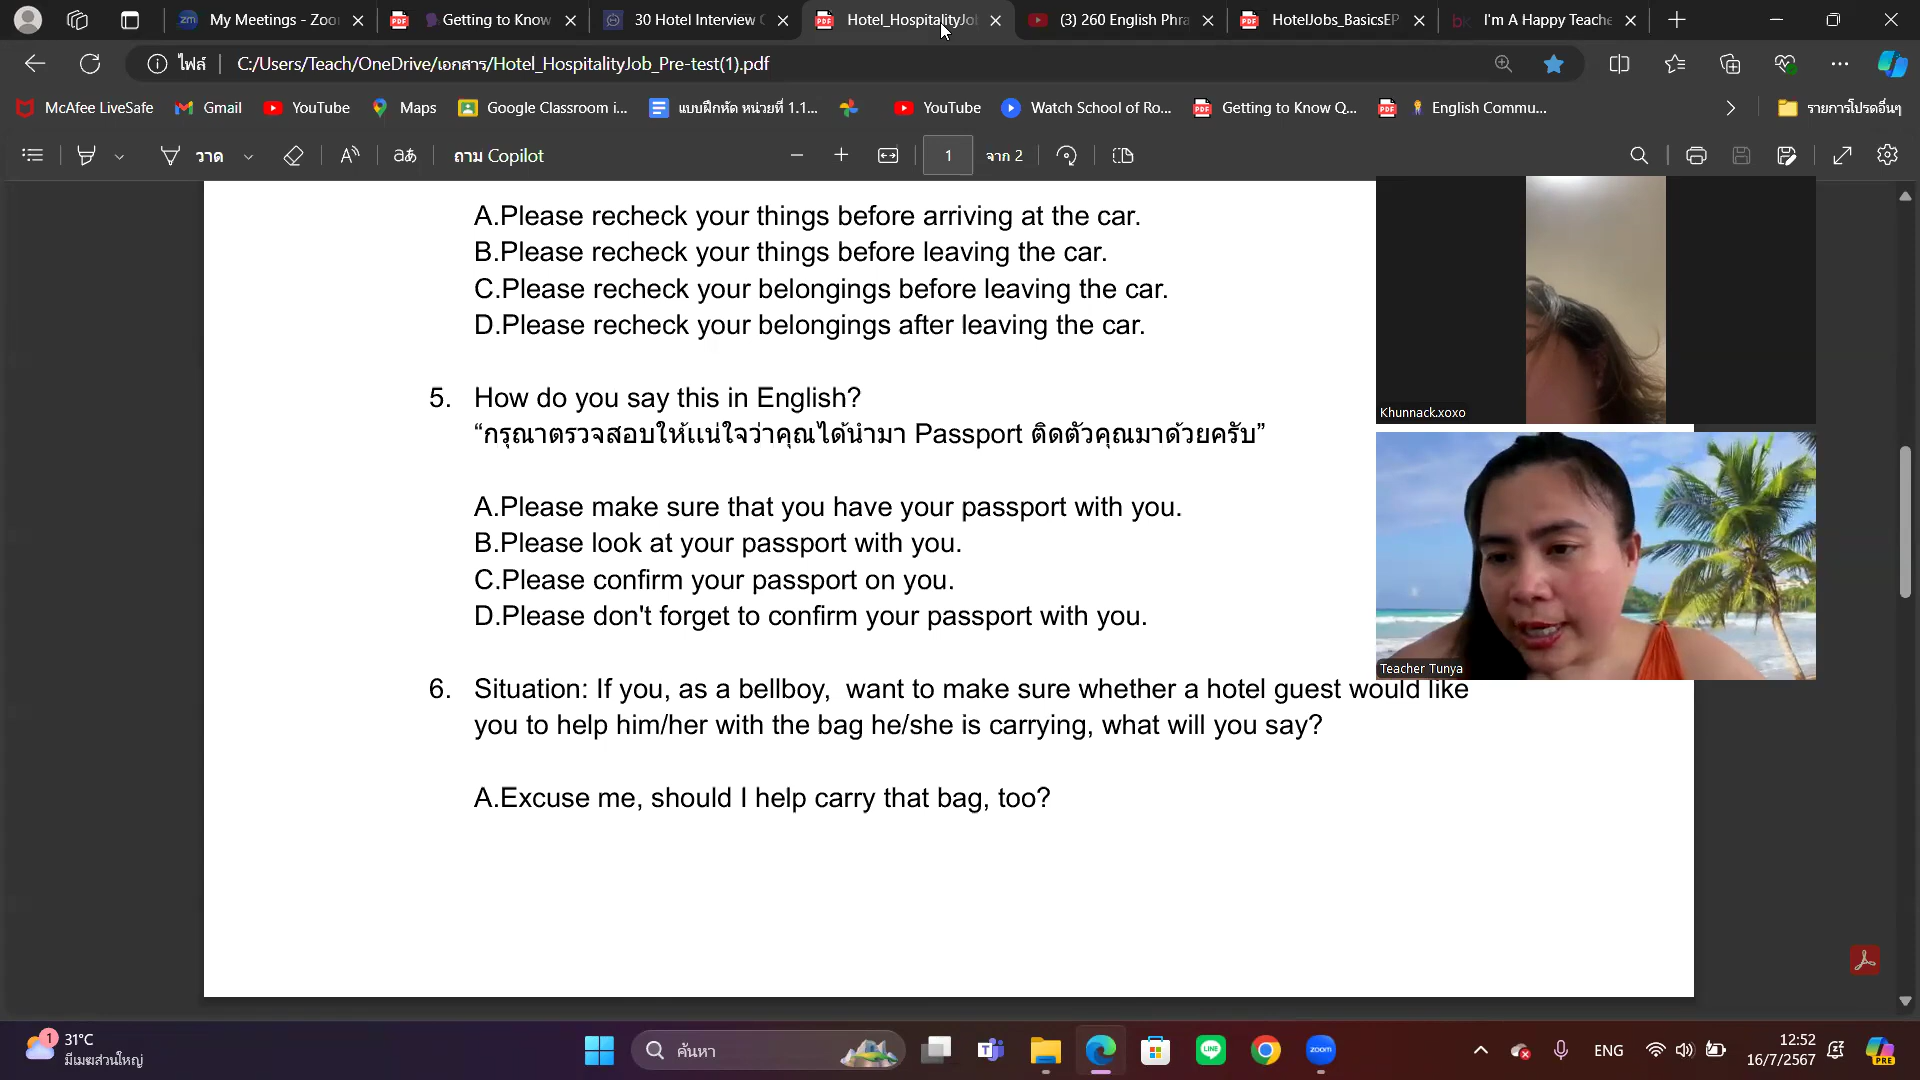 My Meetings - Zoo
Getting to Know
30 Hotel Interview
Hotel_HospitalityJo
(3) 260 English Phra
HotelJobs_BasicsEP
I'm A Happy Teache
ไฟล์
C:/Users/Teach/OneDrive/เอกสาร/Hotel_HospitalityJob_Pre-test(1).pdf
McAfee LiveSafe
Gmail
YouTube
Maps
Google Classroom i...
แบบฝึกหัด หน่วยที่ 1.1...
YouTube
Watch School of Ro...
Getting to Know Q...
English Commu...
รายการโปรดอื่นๆ
วาด
ถาม Copilot
1
จาก 2
A.Please recheck your things before arriving at the car.
B.Please recheck your things before leaving the car.
C.Please recheck your belongings before leaving the car.
D.Please recheck your belongings after leaving the car.
5. How do you say this in English?
“กรุณาตรวจสอบให้แน่ใจว่าคุณได้นำมา Passport ติดตัวคุณมาด้วยครับ”
A.Please make sure that you have your passport with you.
B.Please look at your passport with you.
C.Please confirm your passport on you.
D.Please don't forget to confirm your passport with you.
6. Situation: If you, as a bellboy, want to make sure whether a hotel guest would like
you to help him/her with the bag he/she is carrying, what will you say?
A.Excuse me, should I help carry that bag, too?
Khunnack.xoxo
Teacher Tunya
1
31°C
มีเมฆส่วนใหญ่
ค้นหา
LINE
zoom
ENG
12:52
16/7/2567
PRE